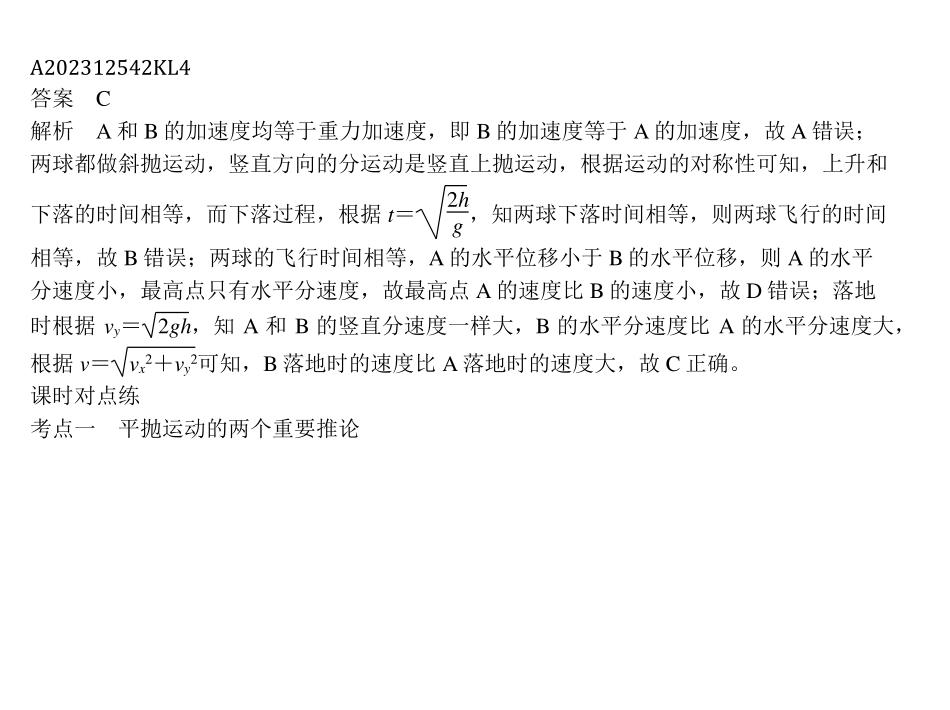 A202312542KL4
答案 C
解析 A 和 B 的加速度均等于重力加速度，即 B 的加速度等于 A 的加速度，故 A 错误；
两球都做斜抛运动，竖直方向的分运动是竖直上抛运动，根据运动的对称性可知，上升和
下落的时间相等，而下落过程，根据 t＝√(2h/g)，知两球下落时间相等，则两球飞行的时间
相等，故 B 错误；两球的飞行时间相等，A 的水平位移小于 B 的水平位移，则 A 的水平
分速度小，最高点只有水平分速度，故最高点 A 的速度比 B 的速度小，故 D 错误；落地
时根据 vy＝√(2gh)，知 A 和 B 的竖直分速度一样大，B 的水平分速度比 A 的水平分速度大，
根据 v＝√(vx²＋vy²)可知，B 落地时的速度比 A 落地时的速度大，故 C 正确。
课时对点练
考点一 平抛运动的两个重要推论